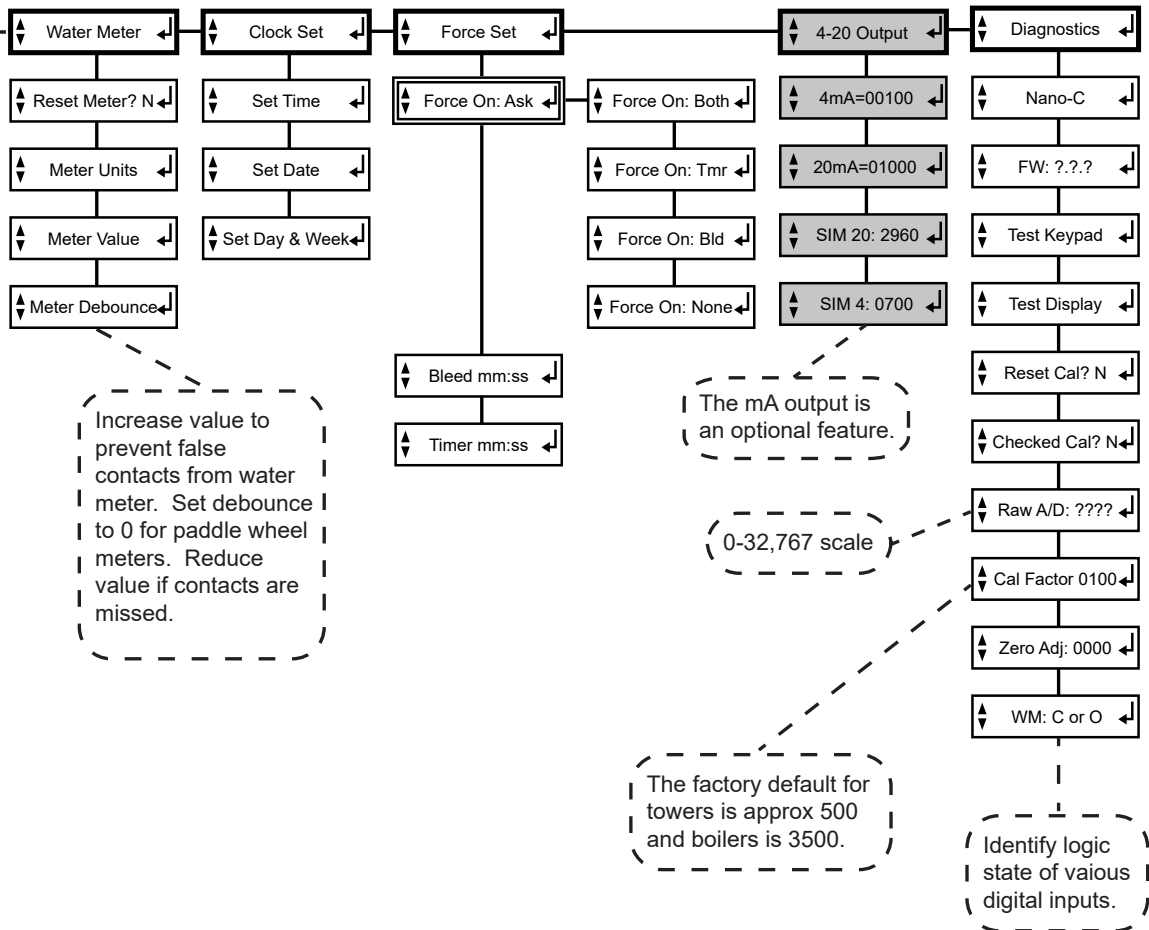 Water Meter
Reset Meter? N
Meter Units
Meter Value
Meter Debounce
Increase value to
prevent false
contacts from water
meter. Set debounce
to 0 for paddle wheel
meters. Reduce
value if contacts are
missed.
Clock Set
Set Time
Set Date
Set Day & Week
Force Set
Force On: Ask
Force On: Both
Force On: Tmr
Force On: Bld
Force On: None
Bleed mm:ss
Timer mm:ss
4-20 Output
4mA=00100
20mA=01000
SIM 20: 2960
SIM 4: 0700
The mA output is
an optional feature.
Diagnostics
Nano-C
FW: ?.?.?
Test Keypad
Test Display
Reset Cal? N
Checked Cal? N
Raw A/D: ????
0-32,767 scale
Cal Factor 0100
The factory default for
towers is approx 500
and boilers is 3500.
Zero Adj: 0000
WM: C or O
Identify logic
state of vaious
digital inputs.